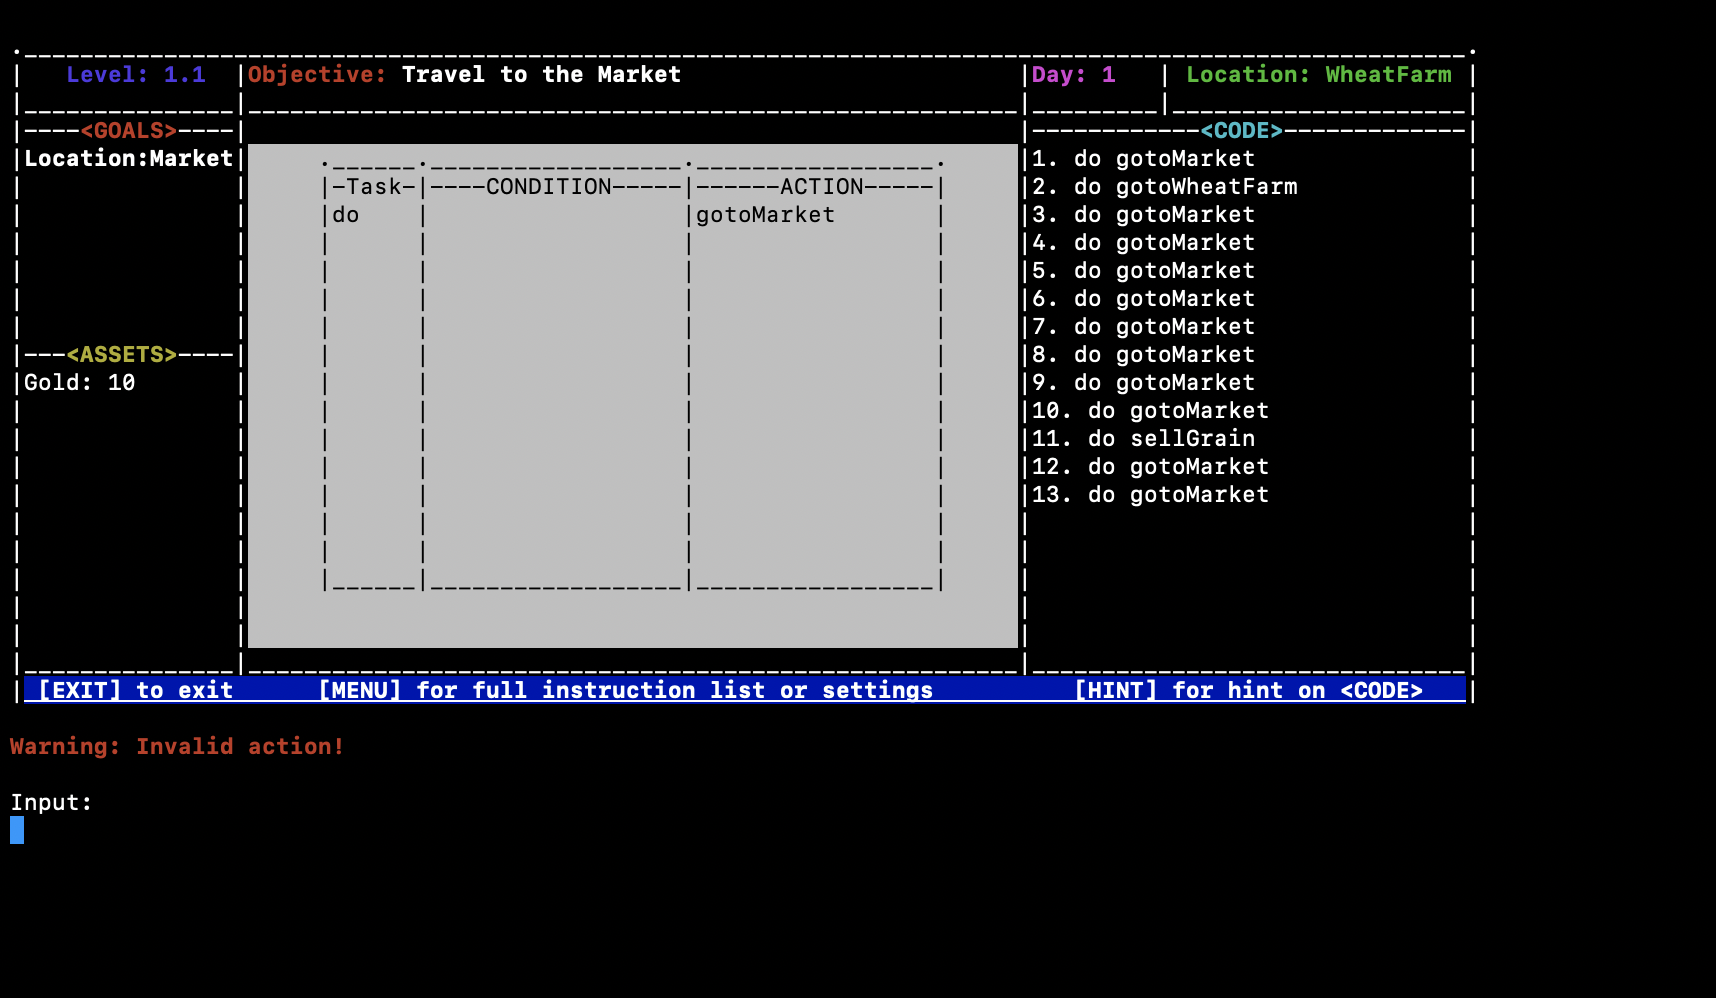 Level: 1.1 Objective: Travel to the Market Day: 1 Location: WheatFarm
----<GOALS>---- -----------<CODE>------------
Location:Market 1. do gotoMarket
-Task- ----CONDITION----- ------ACTION-----
2. do gotoWheatFarm
do gotoMarket 3. do gotoMarket
4. do gotoMarket
5. do gotoMarket
6. do gotoMarket
7. do gotoMarket
---<ASSETS>---- 8. do gotoMarket
Gold: 10 9. do gotoMarket
10. do gotoMarket
11. do sellGrain
12. do gotoMarket
13. do gotoMarket
[EXIT] to exit [MENU] for full instruction list or settings [HINT] for hint on <CODE>
Warning: Invalid action!
Input: